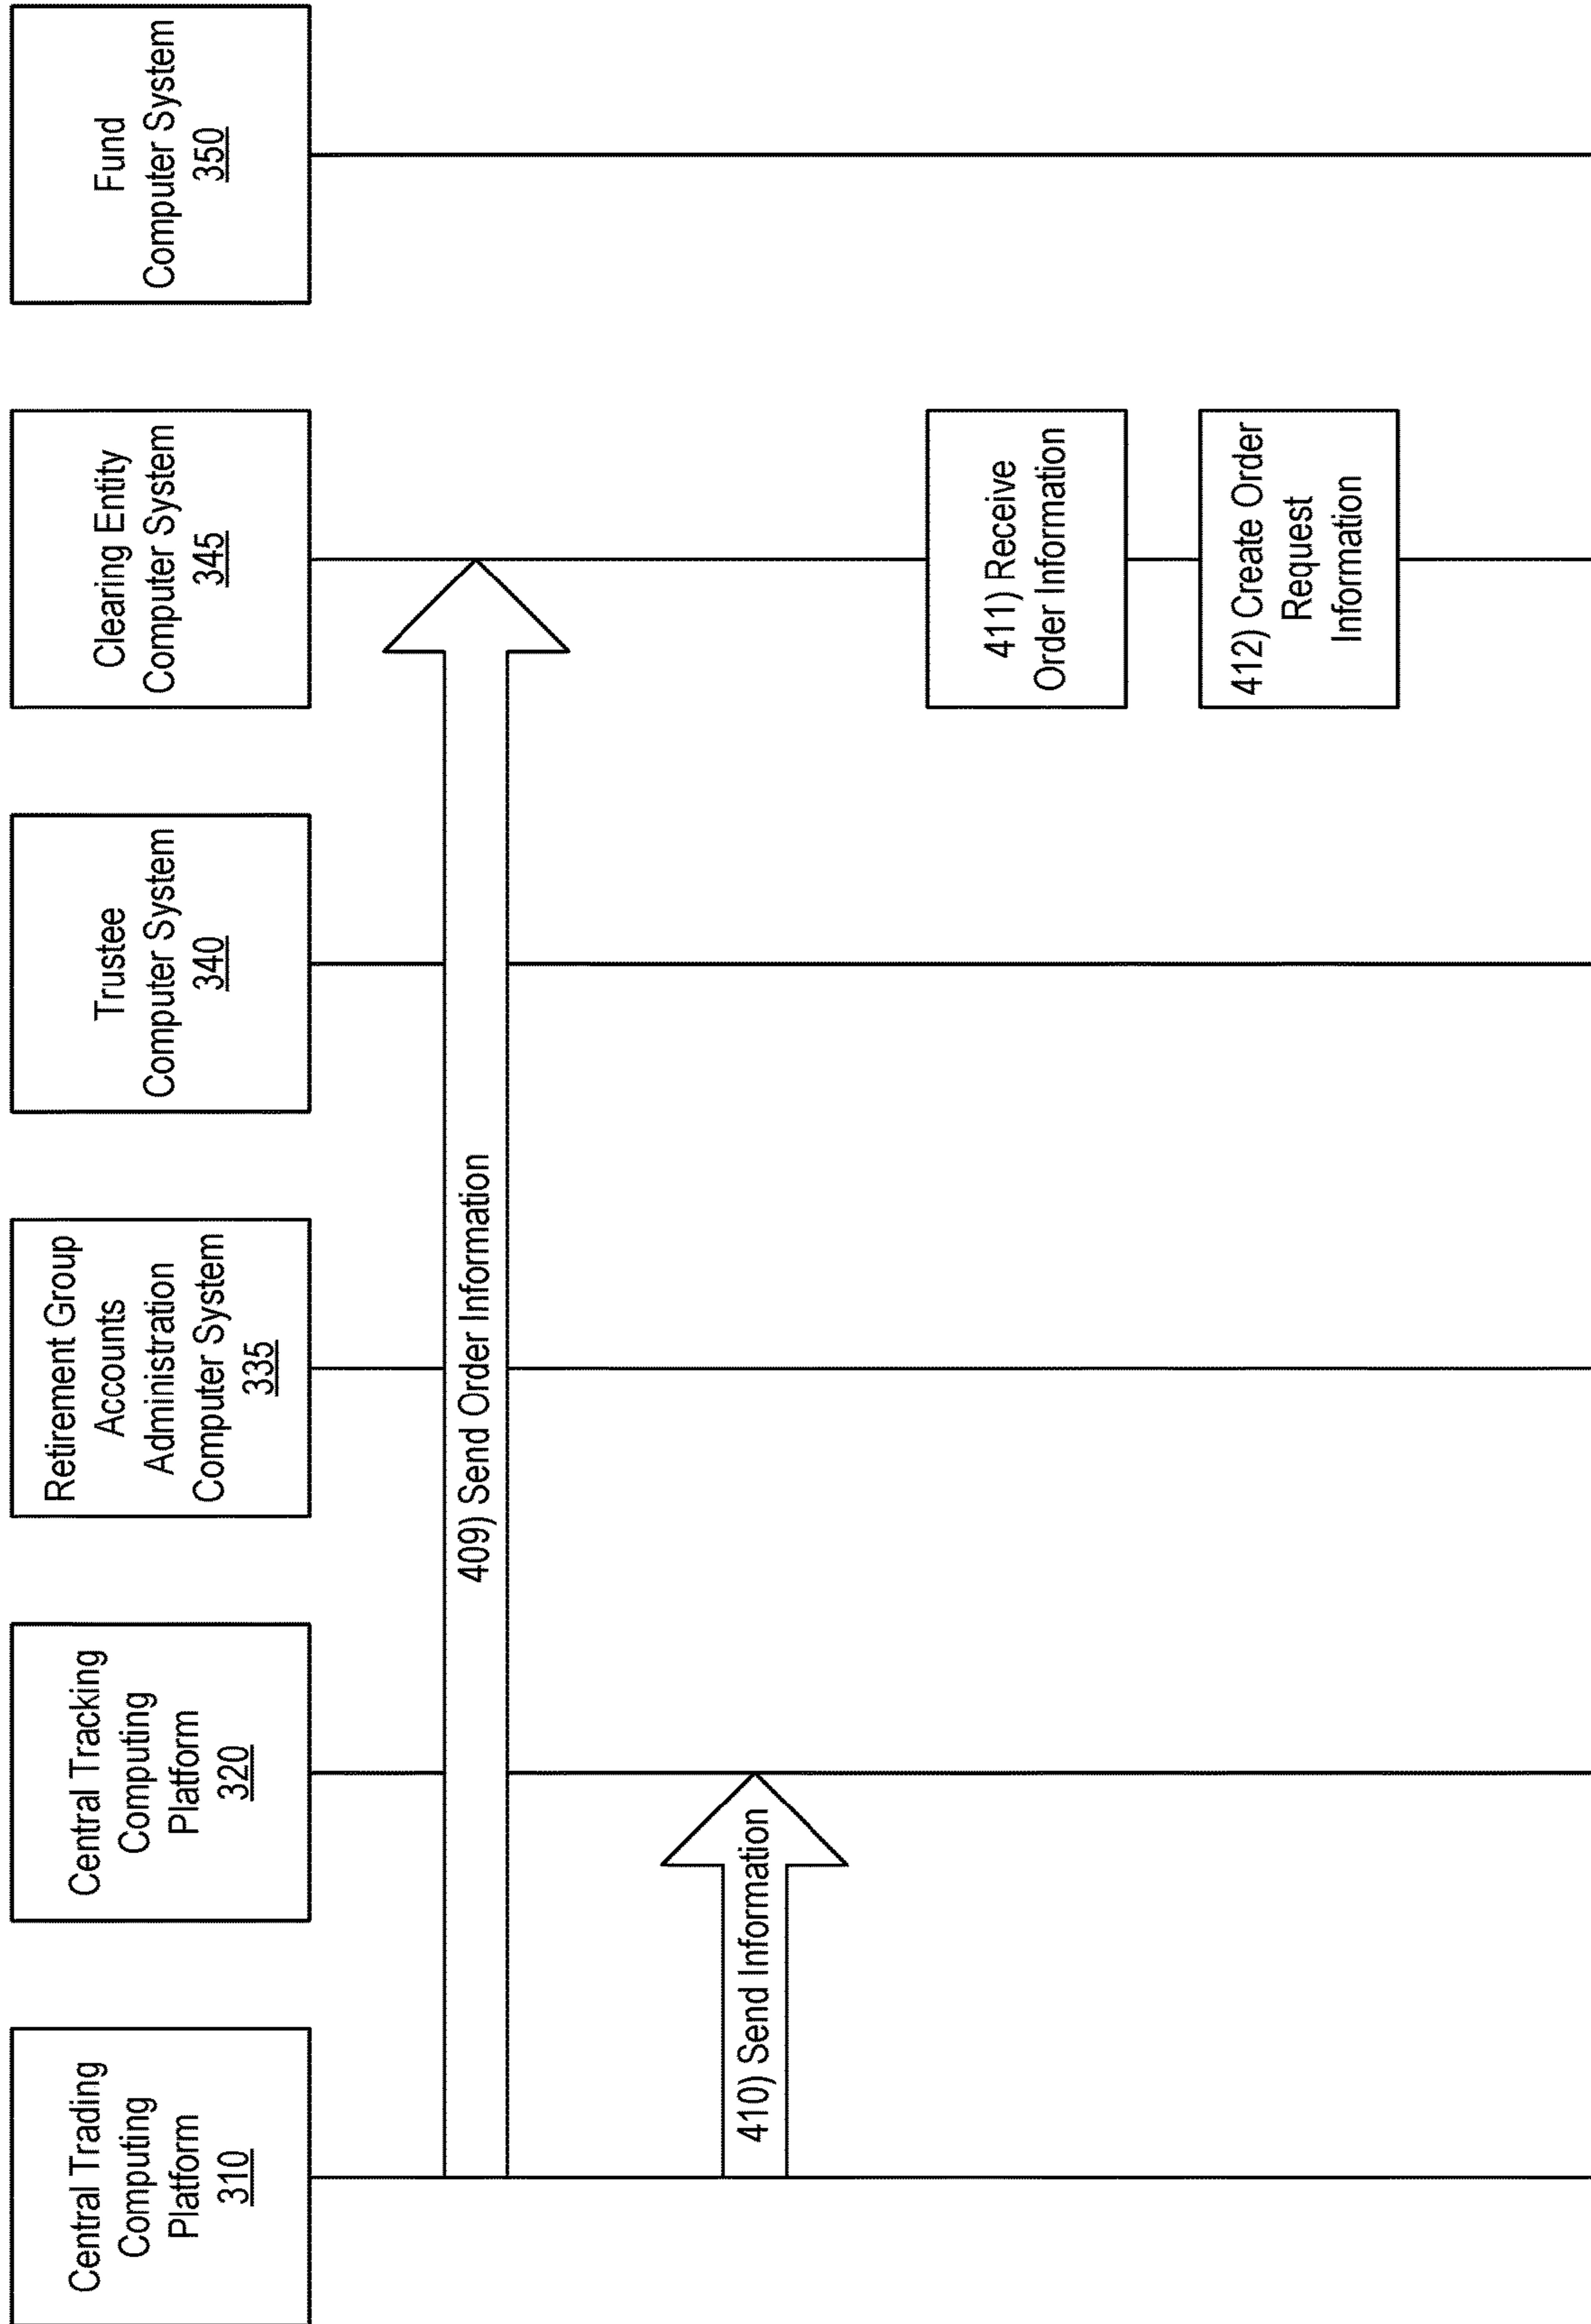 Central Trading
Computing
Platform
310
Central Tracking
Computing
Platform
320
Retirement Group
Accounts
Administration
Computer System
335
Trustee
Computer System
340
Clearing Entity
Computer System
345
Fund
Computer System
350
409) Send Order Information
410) Send Information
411) Receive
Order Information
412) Create Order
Request
Information